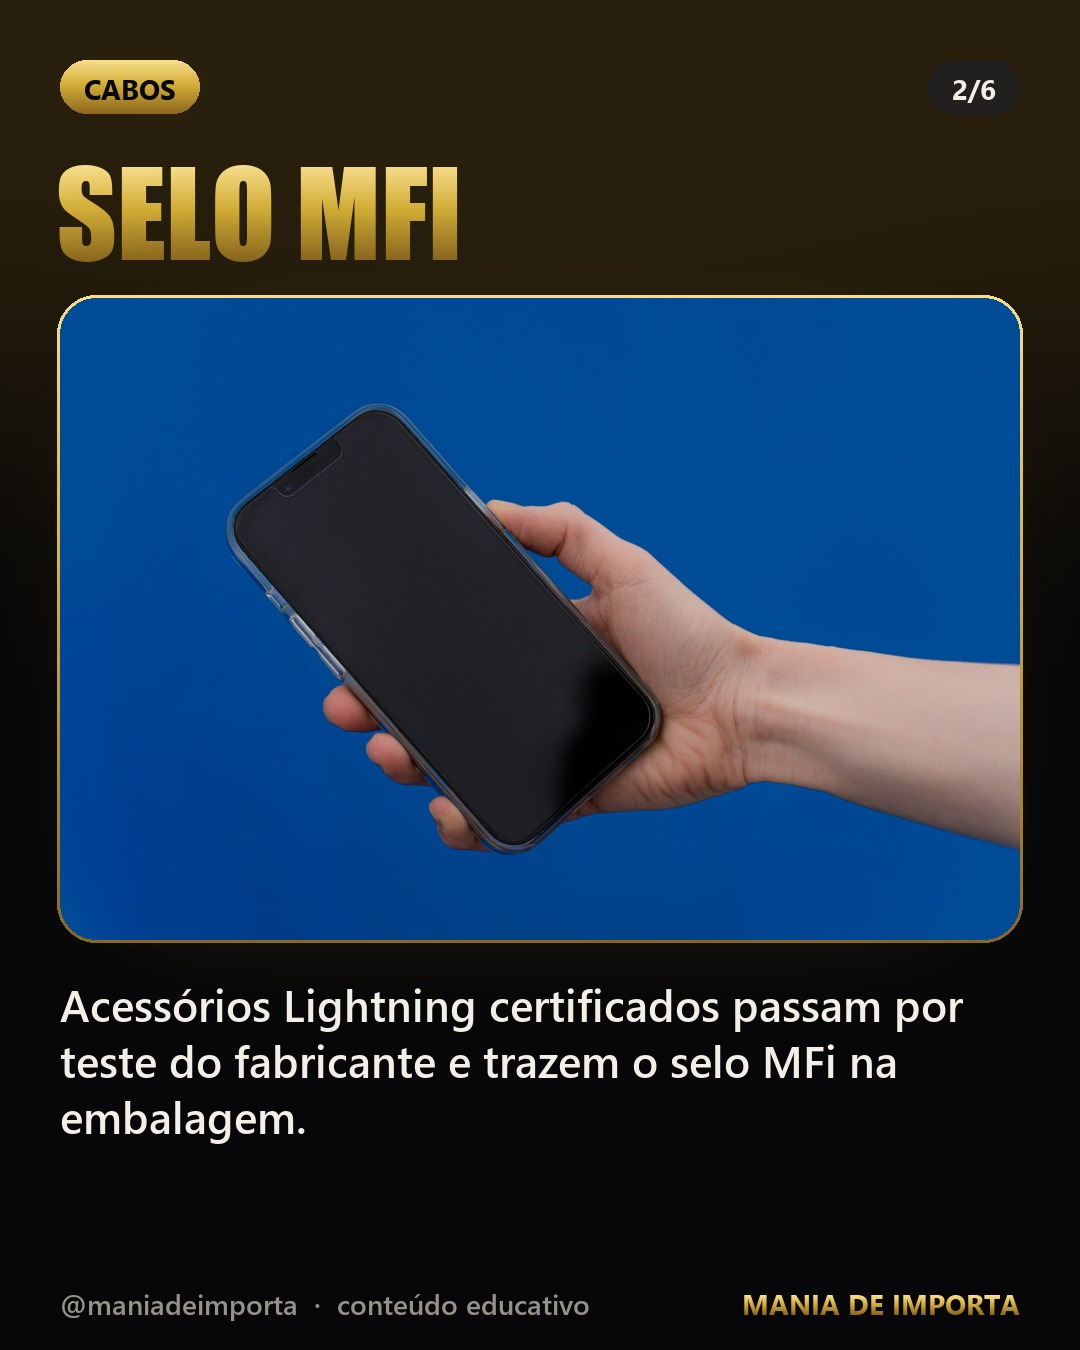 CABOS
2/6
SELO MFI
Acessórios Lightning certificados passam por
teste do fabricante e trazem o selo MFi na
embalagem.
@maniadeimporta · conteúdo educativo
MANIA DE IMPORTA